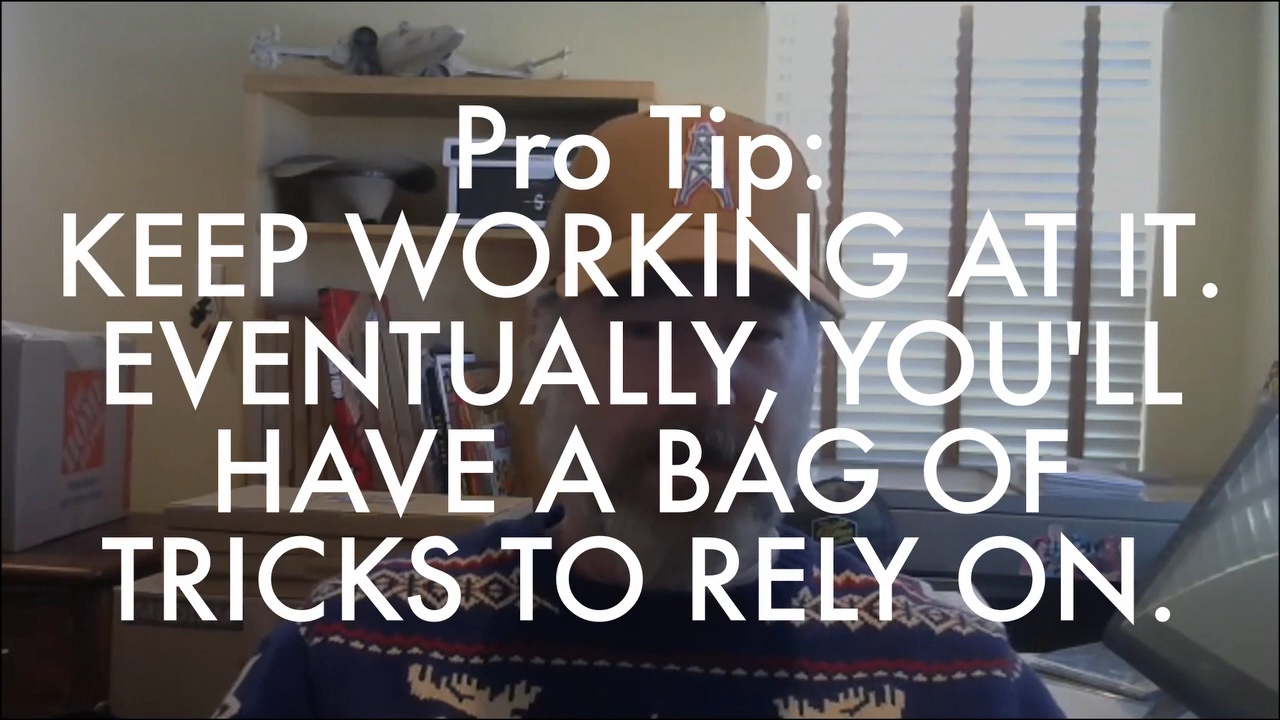 Pro Tip:
KEEP WORKING AT IT.
EVENTUALLY, YOU'LL
HAVE A BAG OF
TRICKS TO RELY ON.